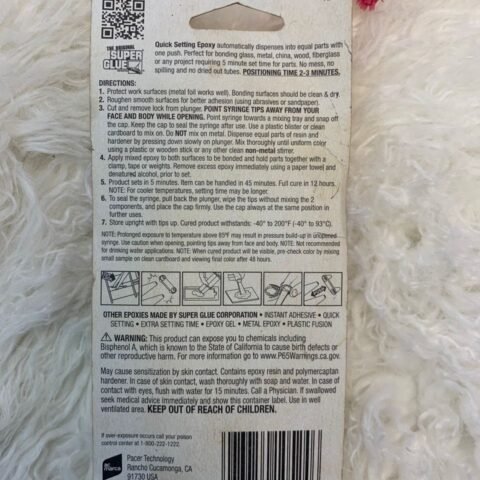 THE ORIGINAL
SUPER
GLUE
Quick Setting Epoxy automatically dispenses into equal parts with
one push. Perfect for bonding glass, metal, china, wood, fiberglass
or any project requiring 5 minute set time for parts. No mess, no
spilling and no dried out tubes. POSITIONING TIME 2-3 MINUTES.
DIRECTIONS:
1. Protect work surfaces (metal foil works well). Bonding surfaces should be clean & dry.
2. Roughen smooth surfaces for better adhesion (using abrasives or sandpaper).
3. Cut and remove lock from plunger. POINT SYRINGE TIPS AWAY FROM YOUR
FACE AND BODY WHILE OPENING. Point syringe towards a mixing tray and snap off
the cap. Keep the cap to seal the syringe after use. Use a plastic blister or clean
cardboard to mix on. Do NOT mix on metal. Dispense equal parts of resin and
hardener by pressing down slowly on plunger. Mix thoroughly until uniform color
using a plastic or wooden stick or any other clean non-metal stirrer.
4. Apply mixed epoxy to both surfaces to be bonded and hold parts together with a
clamp, tape or weights. Remove excess epoxy immediately using a paper towel and
denatured alcohol, prior to set.
5. Product sets in 5 minutes. Item can be handled in 45 minutes. Full cure in 12 hours.
NOTE: For cooler temperatures, setting time may be longer.
6. To seal the syringe, pull back the plunger, wipe the tips without mixing the 2
components, and place the cap firmly. Use the cap always at the same position in
further uses.
7. Store upright with tips up. Cured product withstands: -40° to 200°F (-40° to 93°C).
NOTE: Prolonged exposure to temperature above 85°F may result in pressure build-up in unopened
syringe. Use caution when opening, pointing tips away from face and body. NOTE: Not recommended
for drinking water applications. NOTE: When cured product will be visible, pre-check color by mixing
small sample on clean cardboard and viewing final color after 48 hours.
OTHER EPOXIES MADE BY SUPER GLUE CORPORATION • INSTANT ADHESIVE • QUICK
SETTING • EXTRA SETTING TIME • EPOXY GEL • METAL EPOXY • PLASTIC FUSION
WARNING: This product can expose you to chemicals including
Bisphenol A, which is known to the State of California to cause birth defects or
other reproductive harm. For more information go to www.P65Warnings.ca.gov.
May cause sensitization by skin contact. Contains epoxy resin and polymercaptan
hardener. In case of skin contact, wash thoroughly with soap and water. In case of
contact with eyes, flush with water for 15 minutes. Call a Physician. If swallowed
seek medical advice immediately and show this container label. Use in well
ventilated area. KEEP OUT OF REACH OF CHILDREN.
If over-exposure occurs call your poison
control center at 1-800-222-1222.
Pacer Technology
Rancho Cucamonga, CA
91730 USA